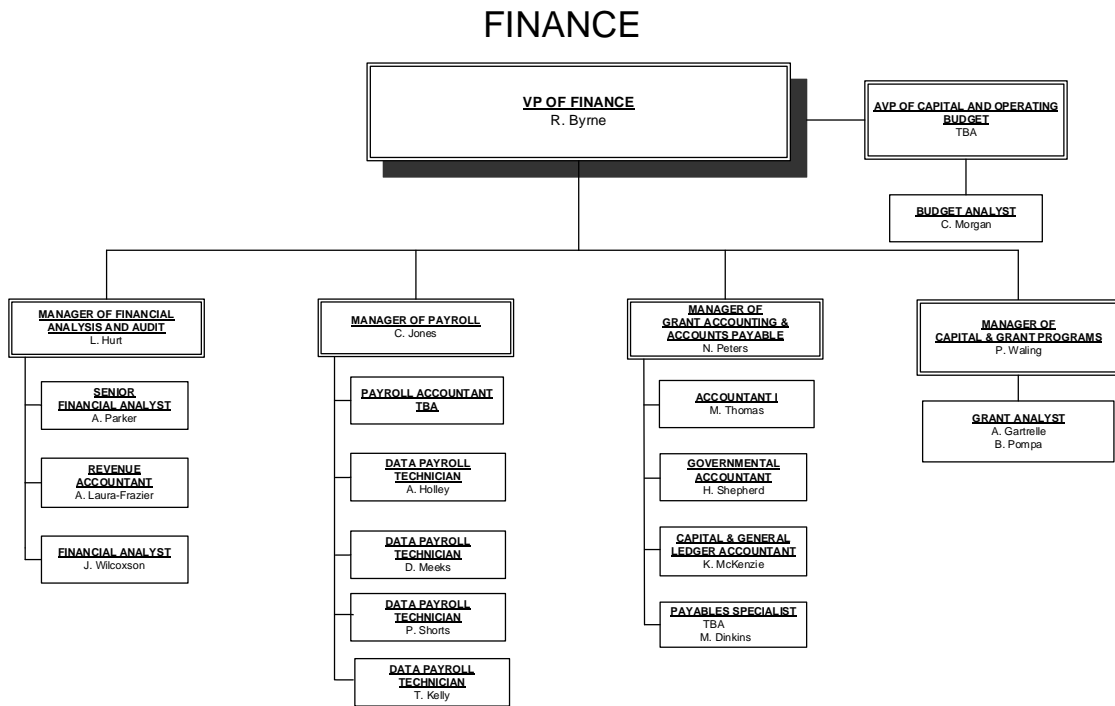 FINANCE
VP OF FINANCE
R. Byrne
AVP OF CAPITAL AND OPERATING
BUDGET
TBA
BUDGET ANALYST
C. Morgan
MANAGER OF FINANCIAL
ANALYSIS AND AUDIT
L. Hurt
SENIOR
FINANCIAL ANALYST
A. Parker
REVENUE
ACCOUNTANT
A. Laura-Frazier
FINANCIAL ANALYST
J. Wilcoxson
MANAGER OF PAYROLL
C. Jones
PAYROLL ACCOUNTANT
TBA
DATA PAYROLL
TECHNICIAN
A. Holley
DATA PAYROLL
TECHNICIAN
D. Meeks
DATA PAYROLL
TECHNICIAN
P. Shorts
DATA PAYROLL
TECHNICIAN
T. Kelly
MANAGER OF
GRANT ACCOUNTING &
ACCOUNTS PAYABLE
N. Peters
ACCOUNTANT I
M. Thomas
GOVERNMENTAL
ACCOUNTANT
H. Shepherd
CAPITAL & GENERAL
LEDGER ACCOUNTANT
K. McKenzie
PAYABLES SPECIALIST
TBA
M. Dinkins
MANAGER OF
CAPITAL & GRANT PROGRAMS
P. Waling
GRANT ANALYST
A. Gartrelle
B. Pompa